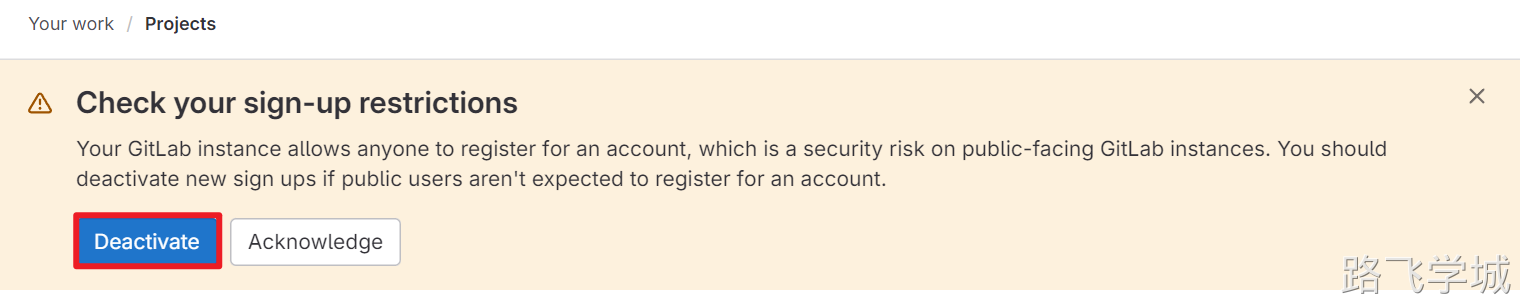 Your work / Projects
Check your sign-up restrictions
Your GitLab instance allows anyone to register for an account, which is a security risk on public-facing GitLab instances. You should
deactivate new sign ups if public users aren't expected to register for an account.
Deactivate Acknowledge
路飞学城